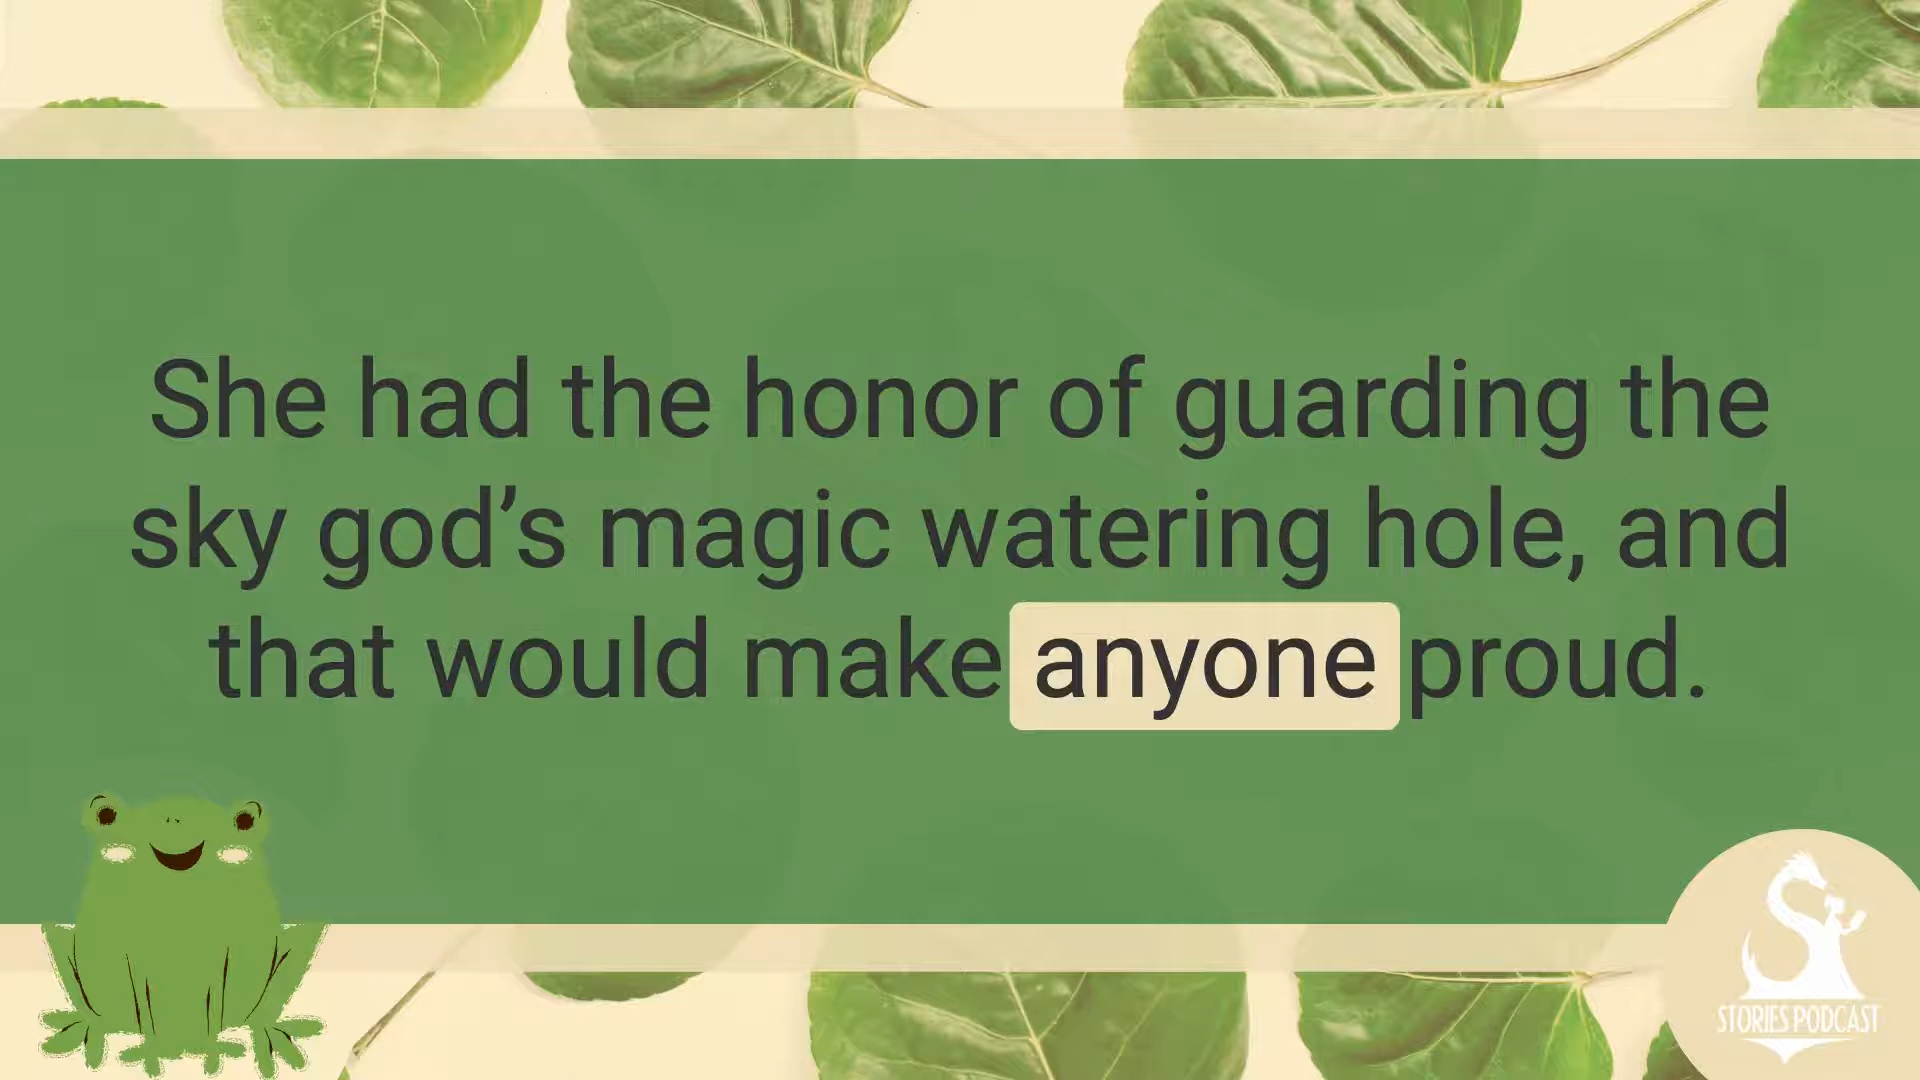 She had the honor of guarding the
sky god’s magic watering hole, and
that would make anyone proud.
STORIES PODCAST